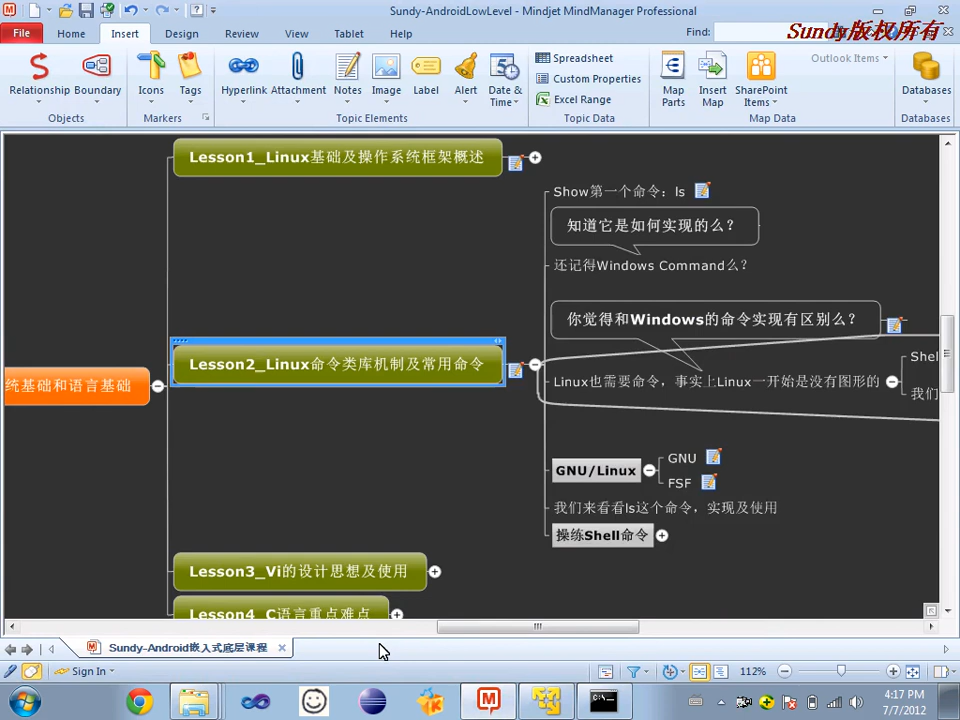 Sundy-AndroidLowLevel - Mindjet MindManager Professional
File Home Insert Design Review View Tablet Help Find:
Sundy版权所有
Relationship Boundary Icons Tags Hyperlink Attachment Notes Image Label Alert Date & Time
Spreadsheet
Custom Properties
Excel Range
Map Parts Insert Map SharePoint Items Outlook Items Databases
Objects Markers Topic Elements Topic Data Map Data Databases
Lesson1_Linux基础及操作系统框架概述
Show第一个命令：ls
知道它是如何实现的么？
还记得Windows Command么？
你觉得和Windows的命令实现有区别么？
Lesson2_Linux命令类库机制及常用命令
Shel
Linux也需要命令，事实上Linux一开始是没有图形的
统基础和语言基础
我们
GNU/Linux
GNU
FSF
我们来看看ls这个命令，实现及使用
操练Shell命令
Lesson3_Vi的设计思想及使用
Lesson4_C语言重点难点
Sundy-Android嵌入式底层课程
Sign In
112%
4:17 PM
7/7/2012